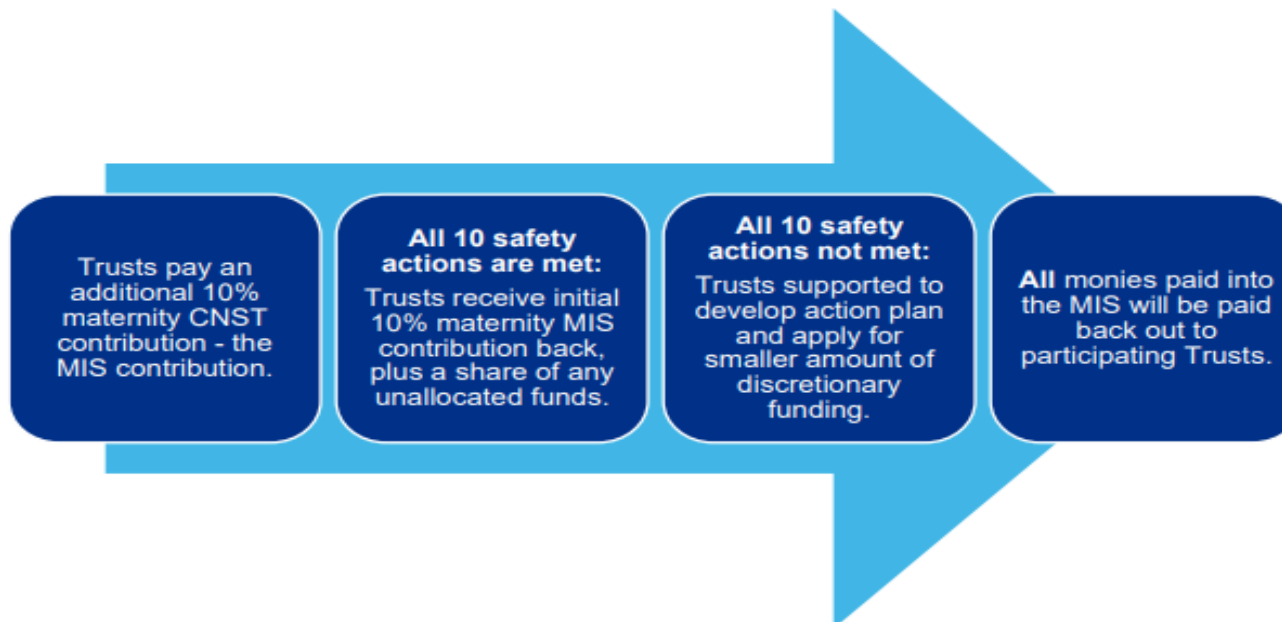 Trusts pay an
additional 10%
maternity CNST
contribution - the
MIS contribution.
All 10 safety
actions are met:
Trusts receive initial
10% maternity MIS
contribution back,
plus a share of any
unallocated funds.
All 10 safety
actions not met:
Trusts supported to
develop action plan
and apply for
smaller amount of
discretionary
funding.
All monies paid into
the MIS will be paid
back out to
participating Trusts.